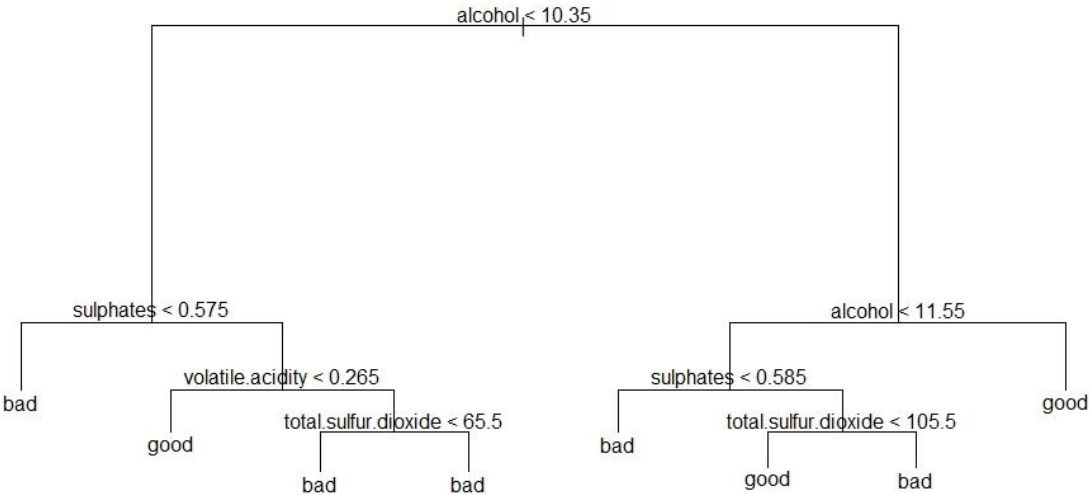 alcohol < 10.35
sulphates < 0.575
alcohol < 11.55
bad
volatile.acidity < 0.265
sulphates < 0.585
good
good
total.sulfur.dioxide < 65.5
bad
total.sulfur.dioxide < 105.5
bad
bad
good
bad